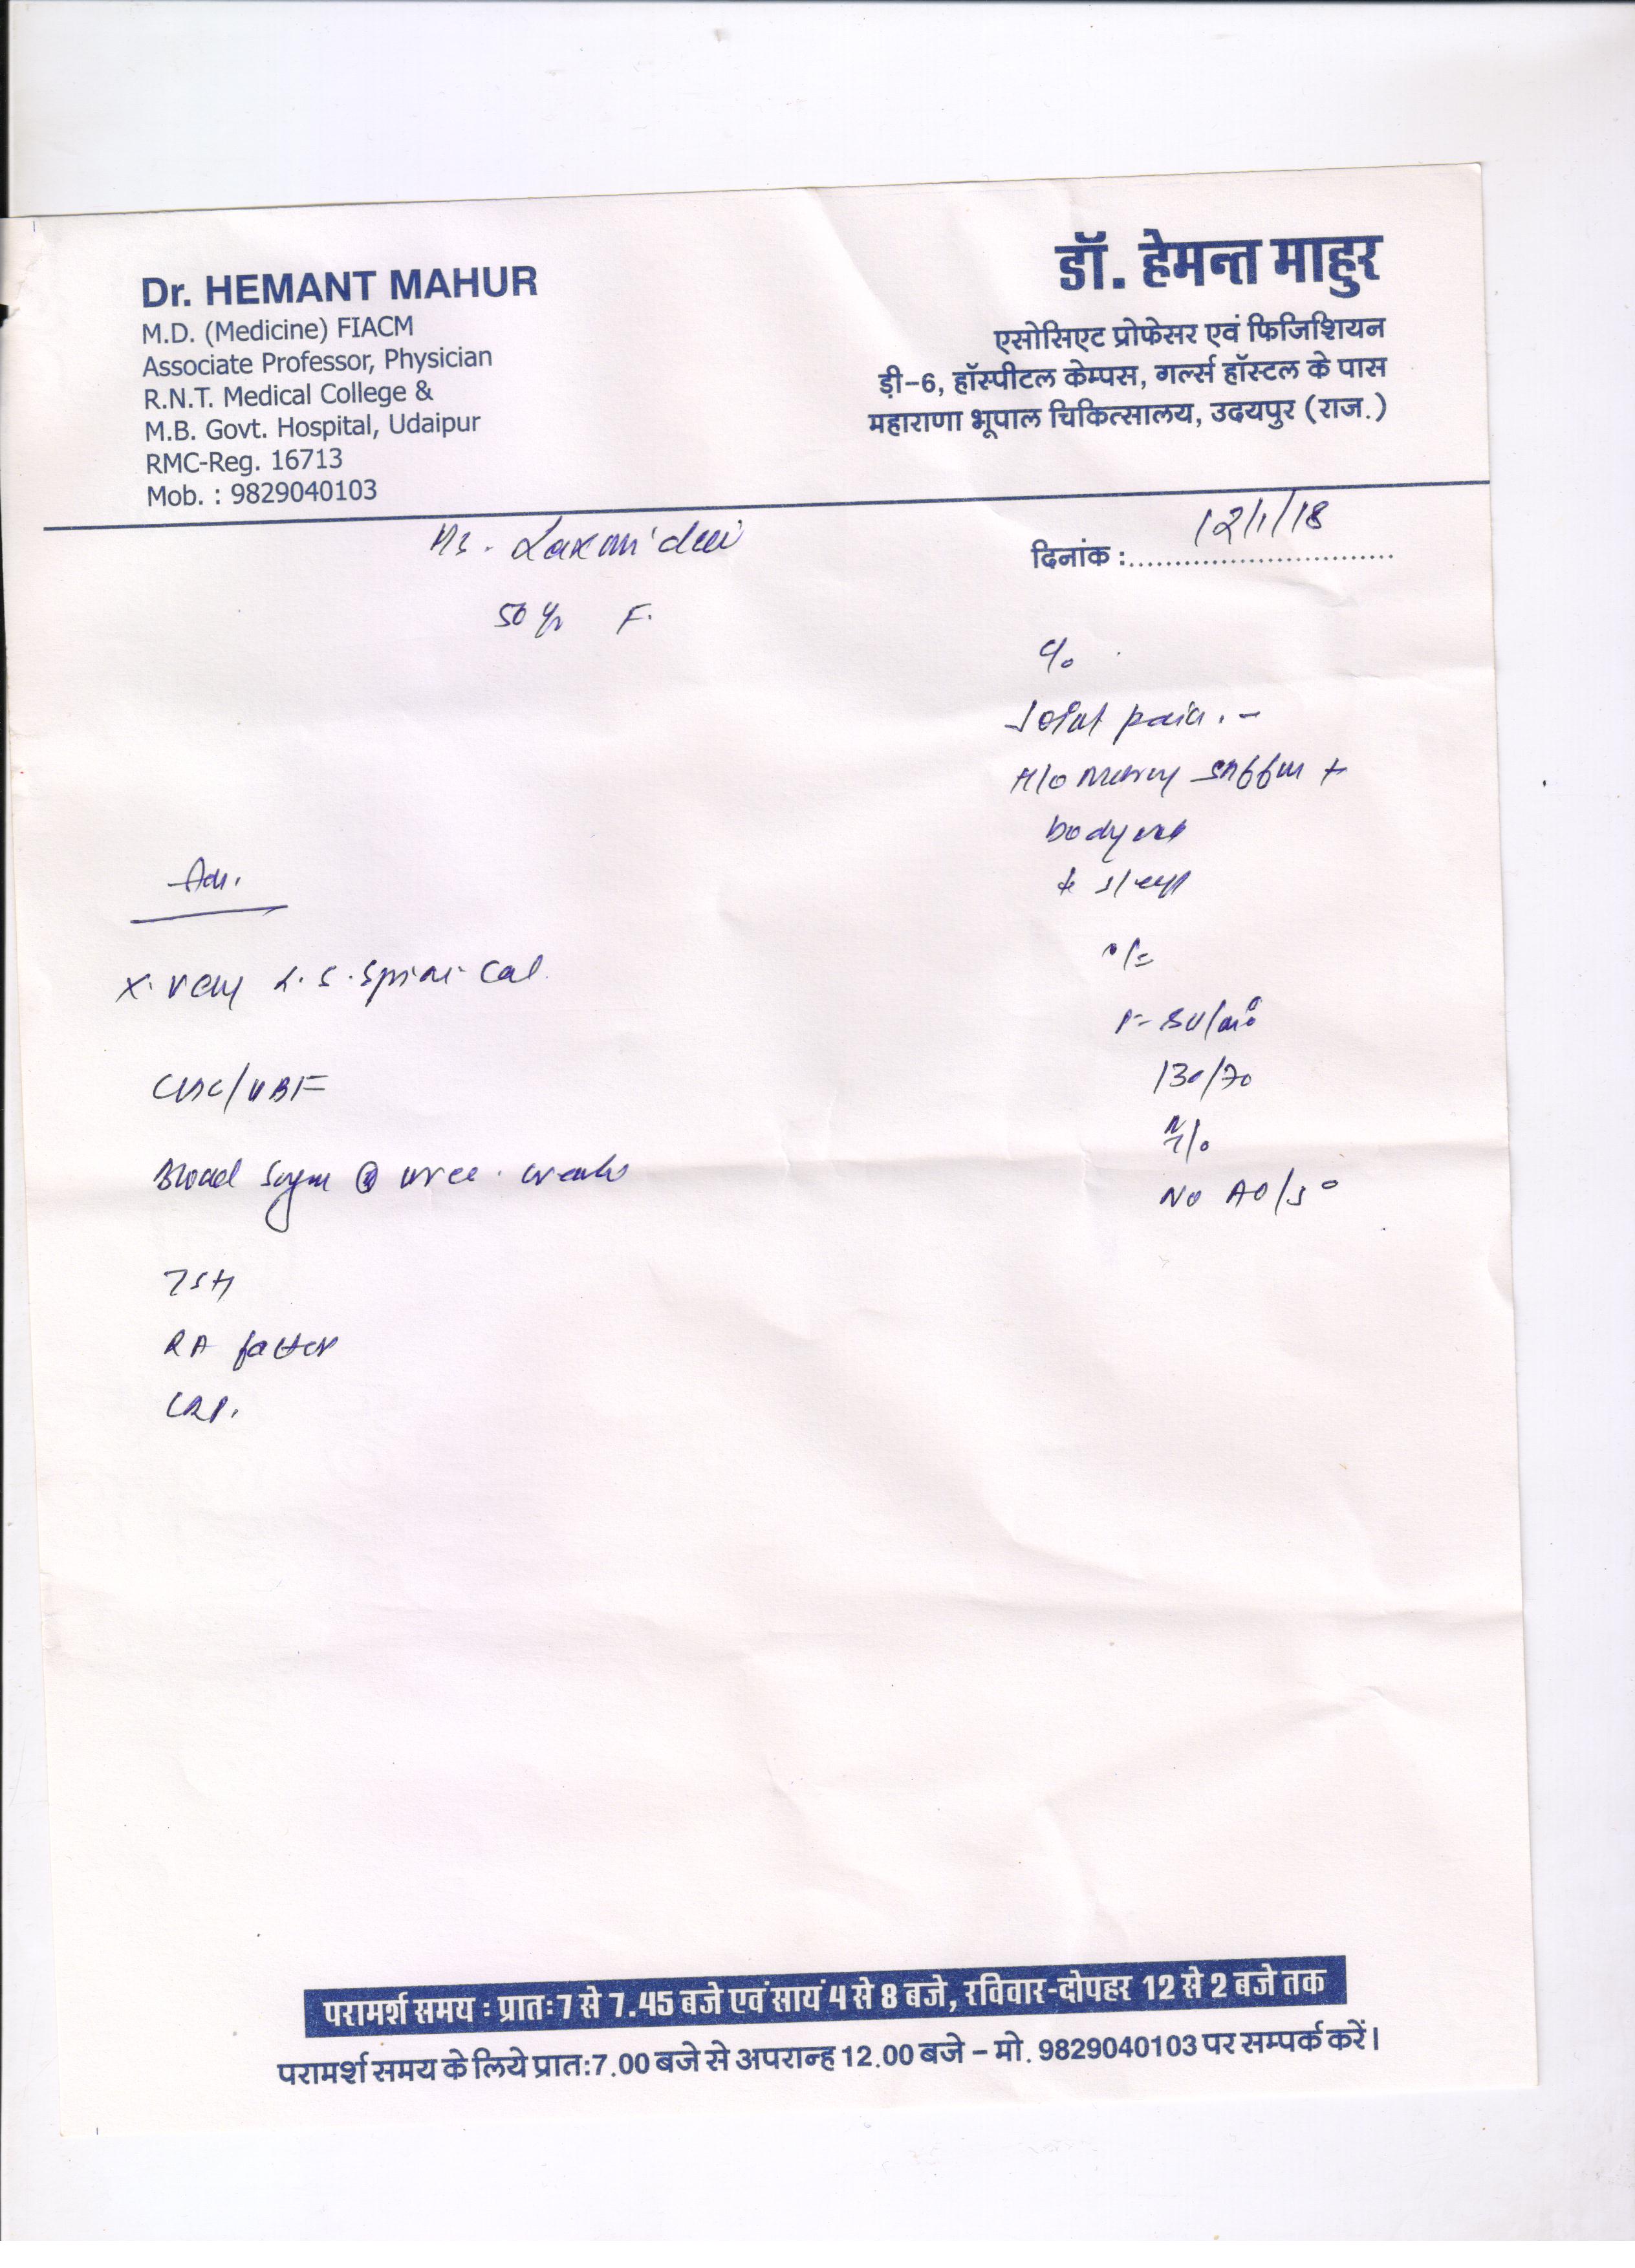 Dr. HEMANT MAHUR
M.D. (Medicine) FIACM
Associate Professor, Physician
R.N.T. Medical College &
M.B. Govt. Hospital, Udaipur
RMC-Reg. 16713
Mob. : 9829040103
डॉ. हेमन्त माहुर
एसोसिएट प्रोफेसर एवं फिजिशियन
ड़ी-6, हॉस्पीटल केम्पस, गर्ल्स हॉस्टल के पास
महाराणा भूपाल चिकित्सालय, उदयपुर (राज.)
दिनांक : 12/1/18
Laxmi devi
50 yr F.
C/o
Joint pain. -
H/o
body
P-
130/70
No
Adv.
X-ray L.S. Spine
CBC/
Blood Sugar
TSH
RA factor
CRP.
परामर्श समय : प्रातः 7 से 7.45 बजे एवं सायं 4 से 8 बजे, रविवार-दोपहर 12 से 2 बजे तक
परामर्श समय के लिये प्रातः 7.00 बजे से अपरान्ह 12.00 बजे – मो. 9829040103 पर सम्पर्क करें।